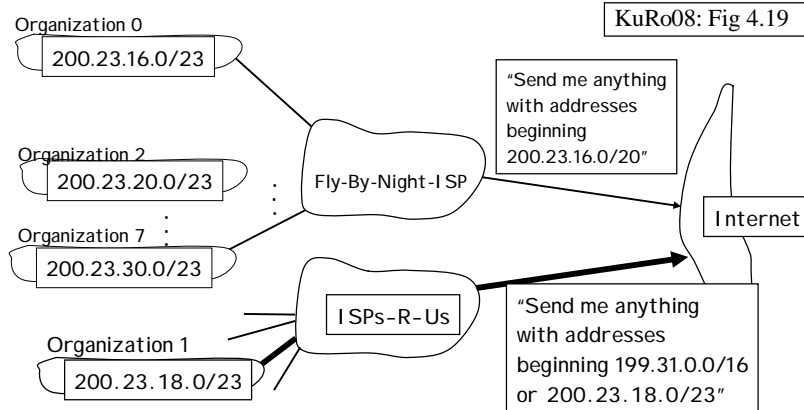 Organization 0
200.23.16.0/23
KuRo08: Fig 4.19
"Send me anything
with addresses
beginning
200.23.16.0/20"
Organization 2
200.23.20.0/23
Fly-By-Night-ISP
Internet
Organization 7
200.23.30.0/23
ISPs-R-Us
"Send me anything
with addresses
beginning 199.31.0.0/16
or 200.23.18.0/23"
Organization 1
200.23.18.0/23